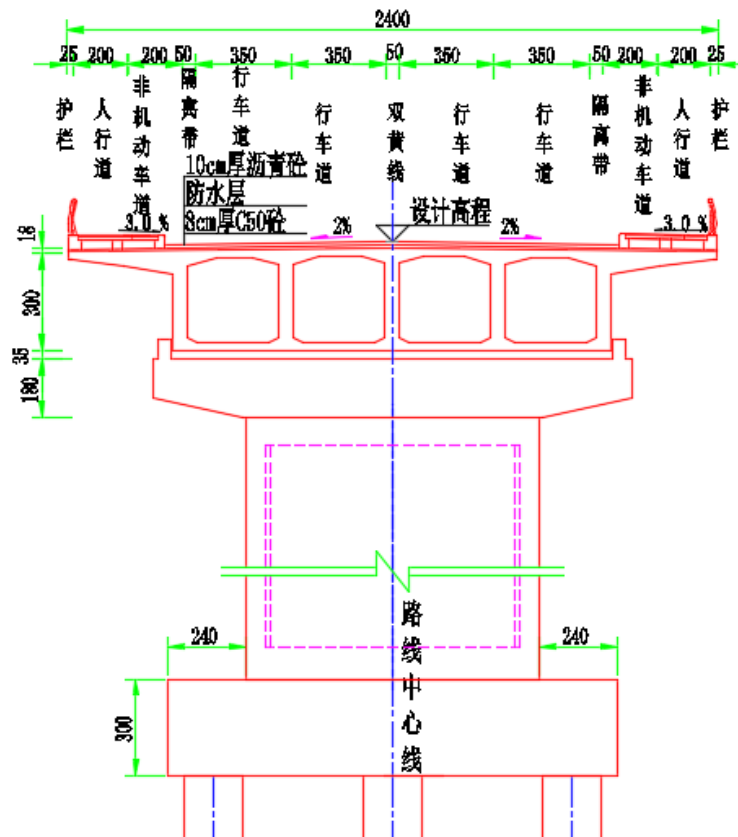 2400
25 200 200 50 350 350 50 350 350 50 200 200 25
护栏
人行道
非机动车道
隔离带
行车道
行车道
双黄线
行车道
行车道
隔离带
非机动车道
人行道
护栏
10cm厚沥青砼
防水层
8cm厚C50砼
3.0%
2%
设计高程
2%
3.0%
18
300
35
180
路线中心线
240
240
300